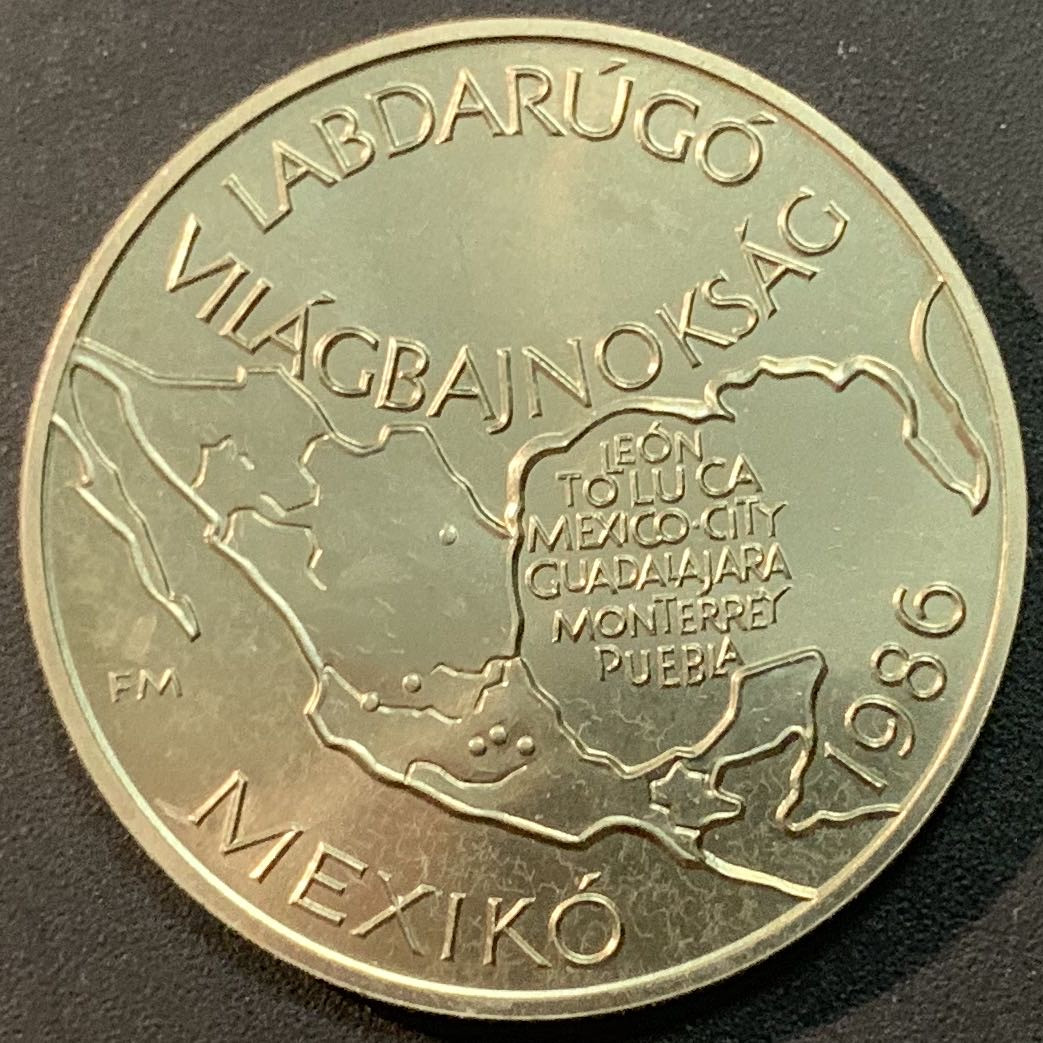 LABDARÚGÓ
VILÁGBAJNOKSÁG
LEÓN
TOLUCA
MEXICO·CITY
GUADALAJARA
MONTERREY
PUEBLA
1986
FM
MEXIKÓ